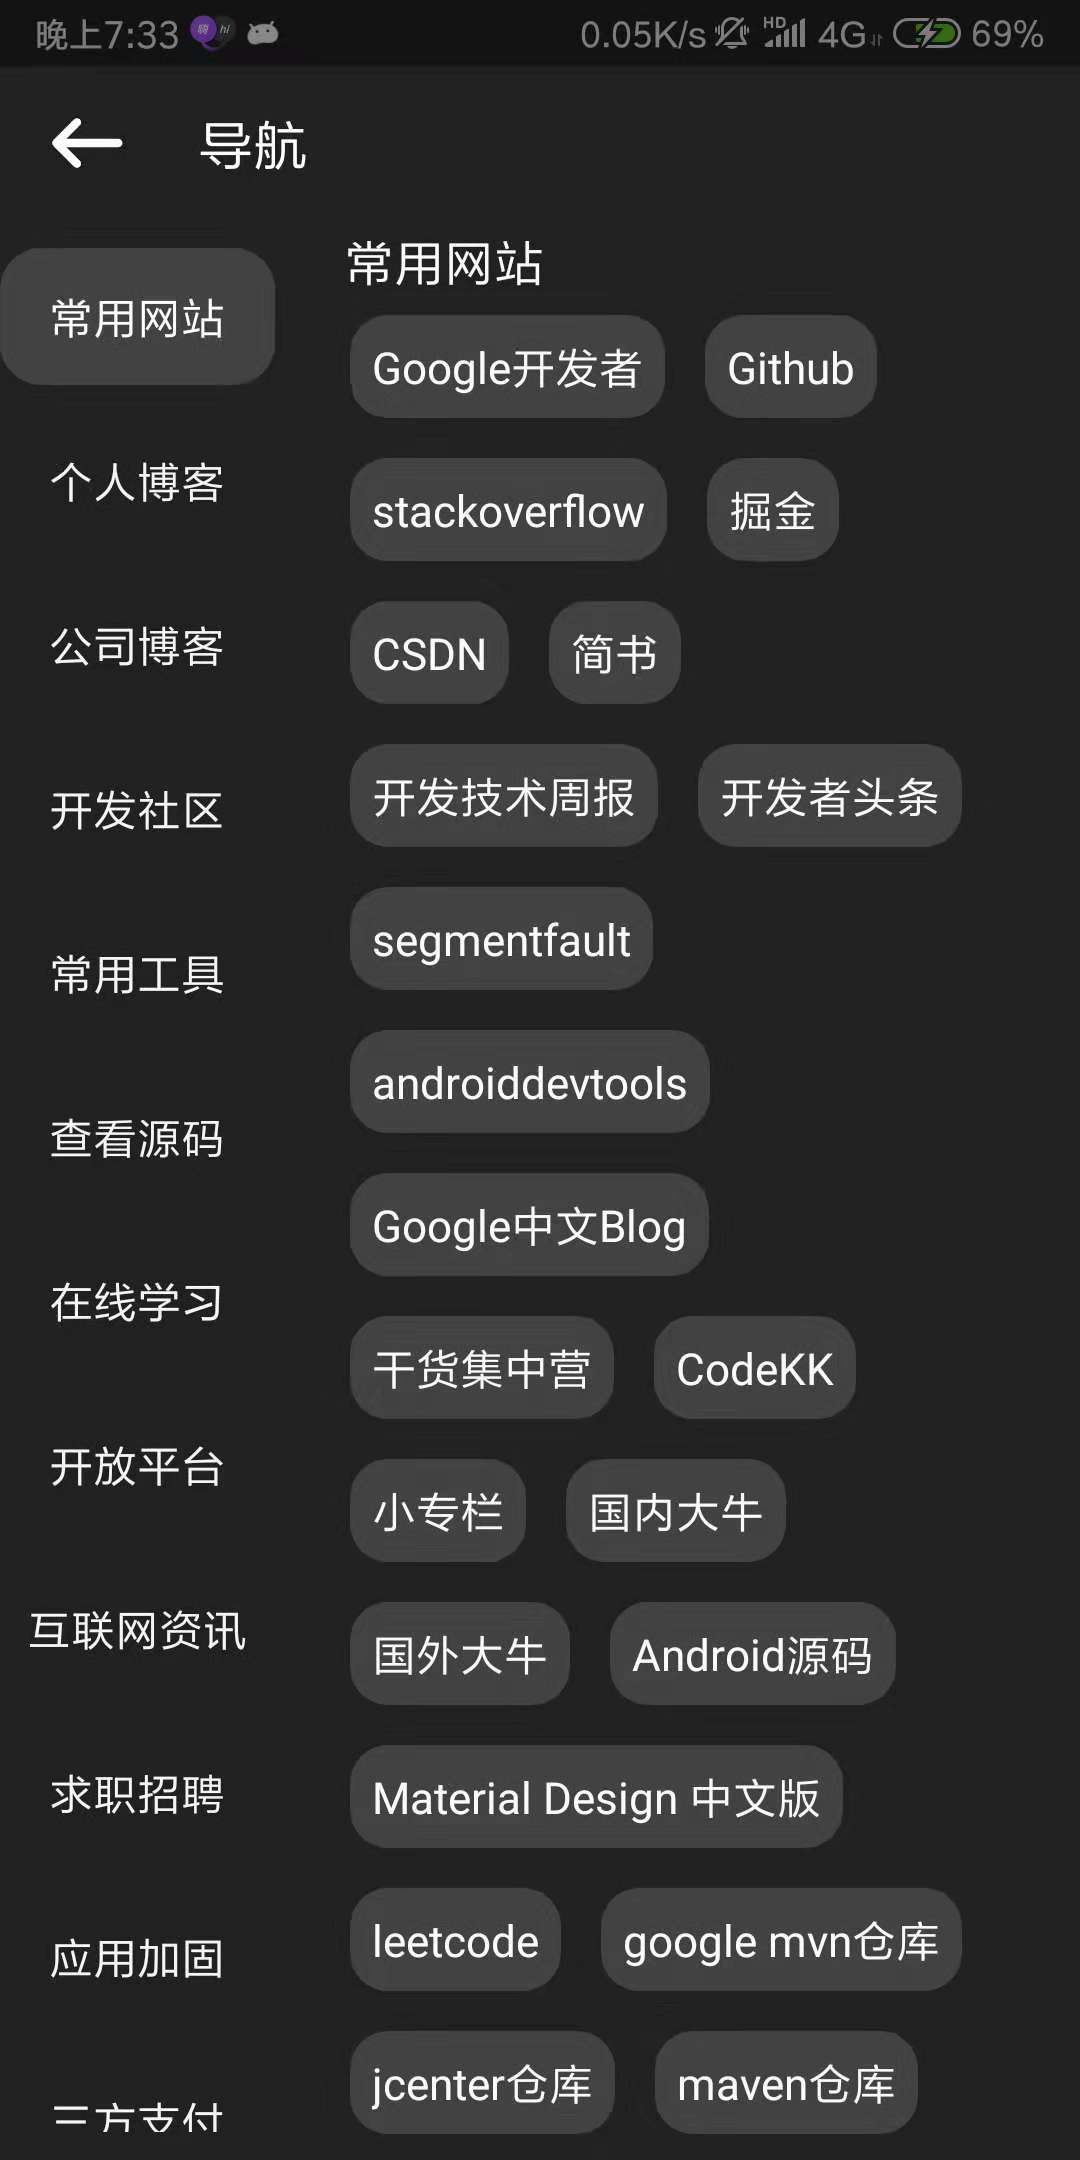 晚上7:33 嗨 hi 0.05K/s HD 4G 69%
导航
常用网站
个人博客
公司博客
开发社区
常用工具
查看源码
在线学习
开放平台
互联网资讯
求职招聘
应用加固
三方支付
常用网站
Google开发者 Github
stackoverflow 掘金
CSDN 简书
开发技术周报 开发者头条
segmentfault
androiddevtools
Google中文Blog
干货集中营 CodeKK
小专栏 国内大牛
国外大牛 Android源码
Material Design 中文版
leetcode google mvn仓库
jcenter仓库 maven仓库